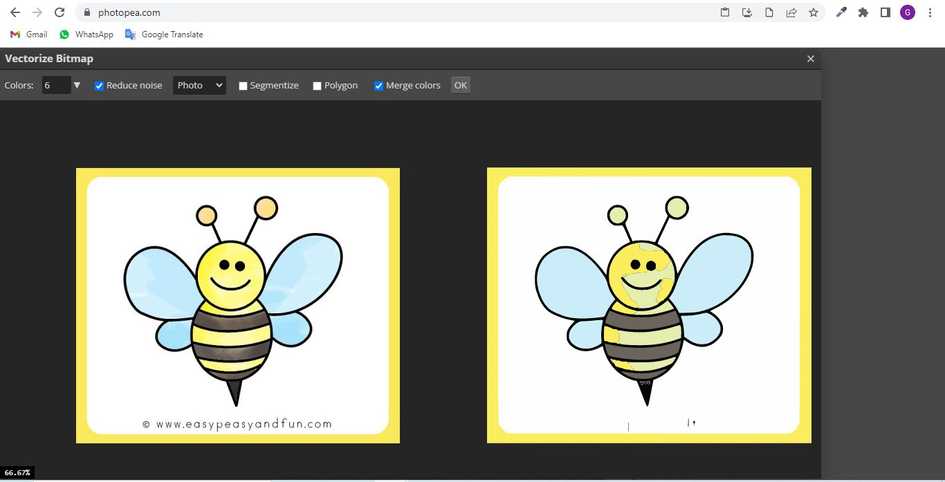 photopea.com
G
Gmail
WhatsApp
Google Translate
Vectorize Bitmap
Colors: 6 ▼ Reduce noise Photo Segmentize Polygon Merge colors OK
© www.easypeasyandfun.com
66.67%